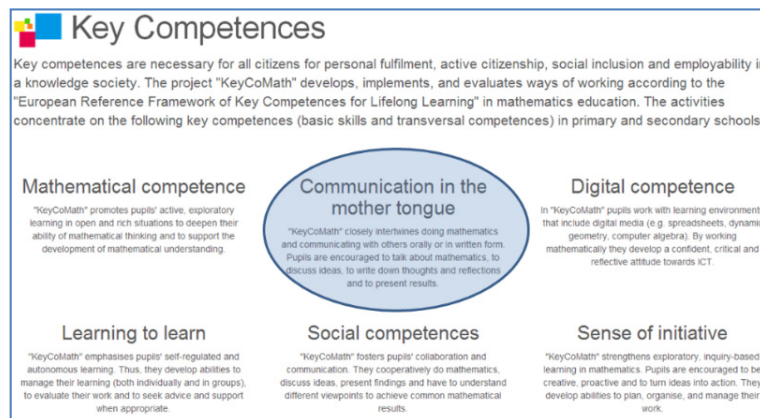 Key Competences
Key competences are necessary for all citizens for personal fulfilment, active citizenship, social inclusion and employability
a knowledge society. The project "KeyCoMath" develops, implements, and evaluates ways of working according to the
"European Reference Framework of Key Competences for Lifelong Learning" in mathematics education. The activities
concentrate on the following key competences (basic skills and transversal competences) in primary and secondary schools
Mathematical competence
"KeyCoMath" promotes pupils' active, exploratory
learning in open and rich situations to deepen their
ability of mathematical thinking and to support the
development of mathematical understanding.
Communication in the
mother tongue
"KeyCoMath" closely intertwines doing mathematics
and communicating with others orally or in written form.
Pupils are encouraged to talk about mathematics, to
discuss ideas, to write down thoughts and reflections
and to present results.
Digital competence
In "KeyCoMath" pupils work with learning environments
that include digital media (e.g. spreadsheets, dynamic
geometry, computer algebra). By working
mathematically they develop a confident, critical and
reflective attitude towards ICT.
Learning to learn
"KeyCoMath" emphasises pupils' self-regulated and
autonomous learning. Thus, they develop abilities to
manage their learning (both individually and in groups),
to evaluate their work and to seek advice and support
when appropriate.
Social competences
"KeyCoMath" fosters pupils' collaboration and
communication. They cooperatively do mathematics,
discuss ideas, present findings and have to understand
different viewpoints to achieve common mathematical
results.
Sense of initiative
"KeyCoMath" strengthens exploratory, inquiry-based
learning in mathematics. Pupils are encouraged to be
creative, proactive and to turn ideas into action. They
develop abilities to plan, organise, and manage their
work.